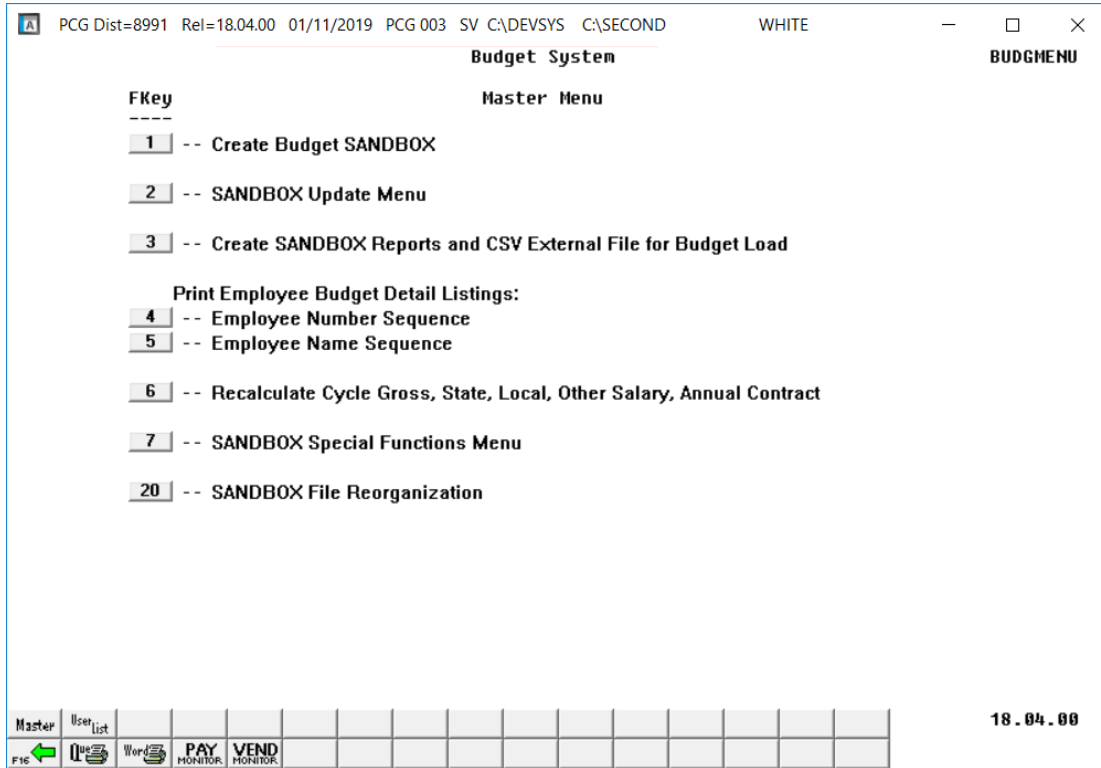 A PCG Dist=8991 Rel=18.04.00 01/11/2019 PCG 003 SV C:\DEVSYS C:\SECOND WHITE
Budget System BUDGMENU
FKey Master Menu
----
1 -- Create Budget SANDBOX
2 -- SANDBOX Update Menu
3 -- Create SANDBOX Reports and CSV External File for Budget Load
Print Employee Budget Detail Listings:
4 -- Employee Number Sequence
5 -- Employee Name Sequence
6 -- Recalculate Cycle Gross, State, Local, Other Salary, Annual Contract
7 -- SANDBOX Special Functions Menu
20 -- SANDBOX File Reorganization
Master User List 18.04.00
F16 Que Word PAY MONITOR VEND MONITOR